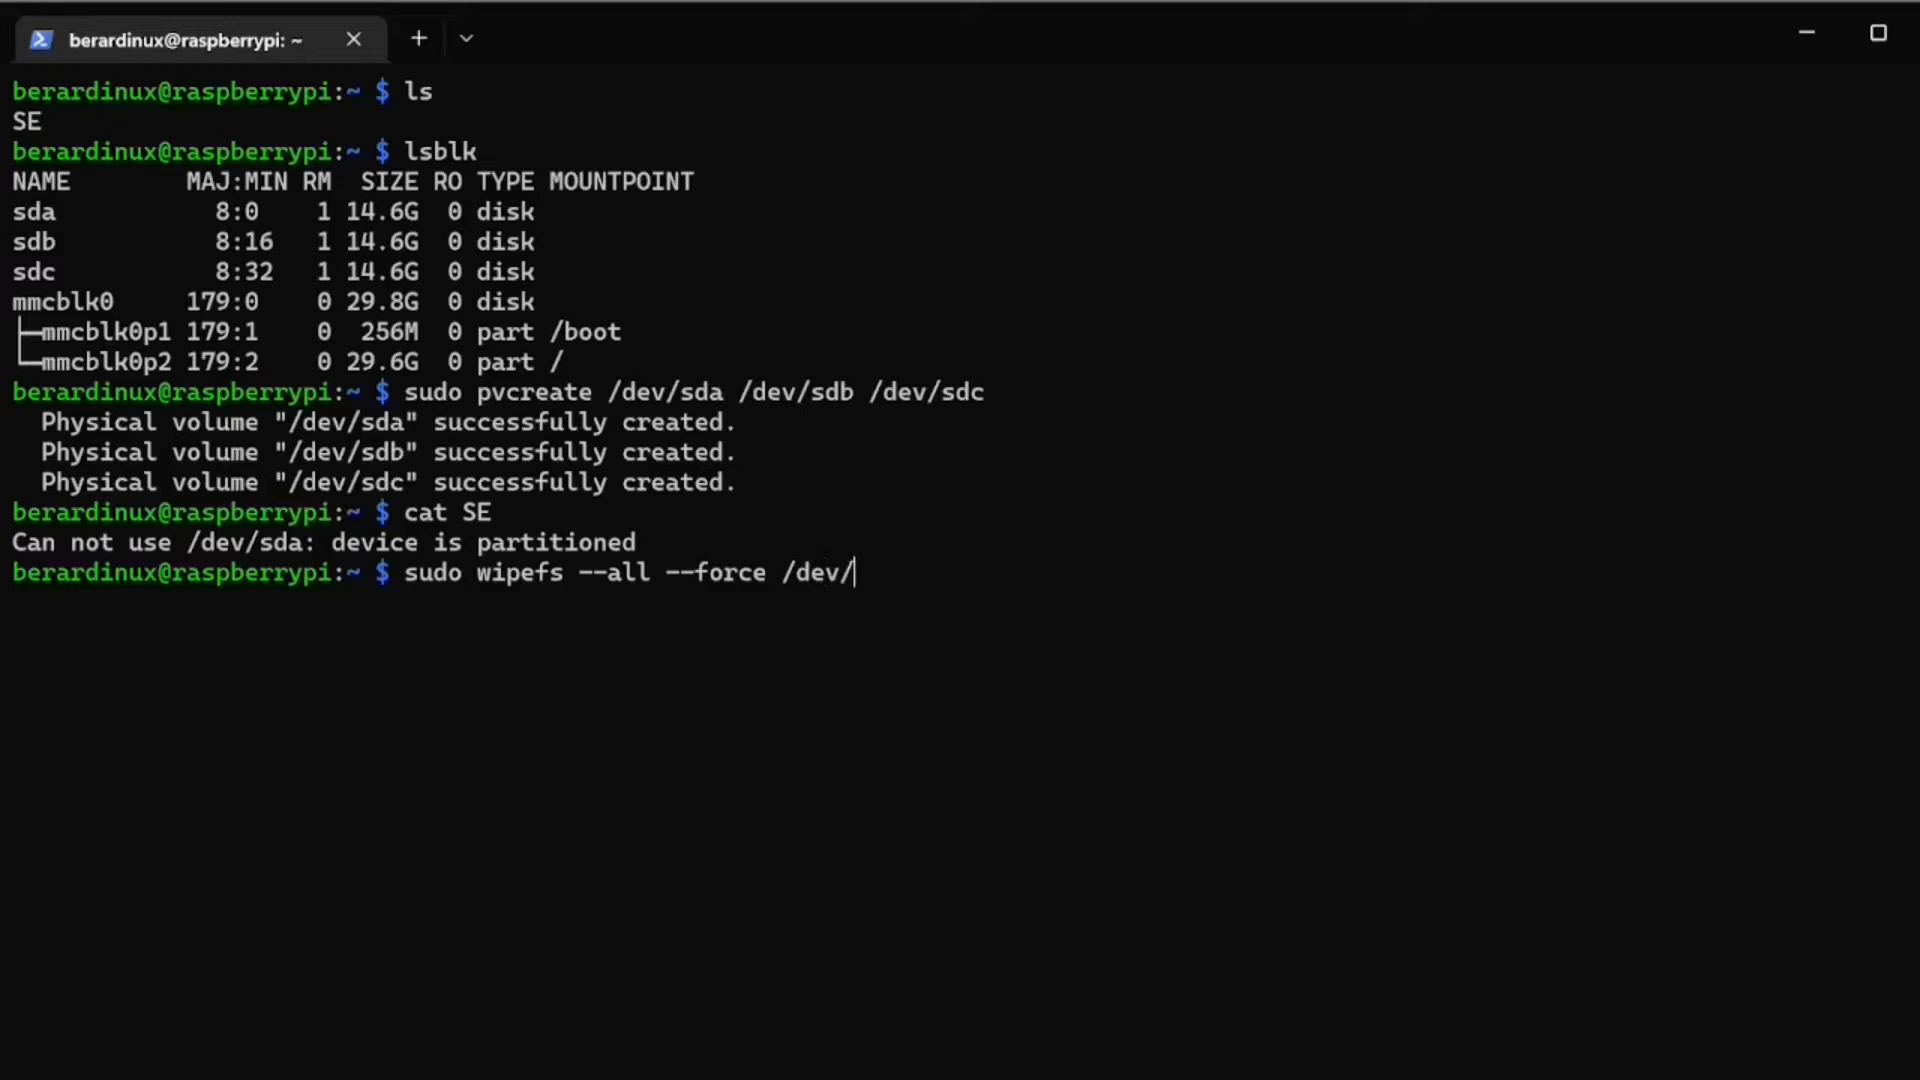 berardinux@raspberrypi: ~
berardinux@raspberrypi:~ $ ls
SE
berardinux@raspberrypi:~ $ lsblk
NAME        MAJ:MIN RM  SIZE RO TYPE MOUNTPOINT
sda           8:0    1 14.6G  0 disk
sdb           8:16   1 14.6G  0 disk
sdc           8:32   1 14.6G  0 disk
mmcblk0     179:0    0 29.8G  0 disk
├─mmcblk0p1 179:1    0  256M  0 part /boot
└─mmcblk0p2 179:2    0 29.6G  0 part /
berardinux@raspberrypi:~ $ sudo pvcreate /dev/sda /dev/sdb /dev/sdc
  Physical volume "/dev/sda" successfully created.
  Physical volume "/dev/sdb" successfully created.
  Physical volume "/dev/sdc" successfully created.
berardinux@raspberrypi:~ $ cat SE
Can not use /dev/sda: device is partitioned
berardinux@raspberrypi:~ $ sudo wipefs --all --force /dev/